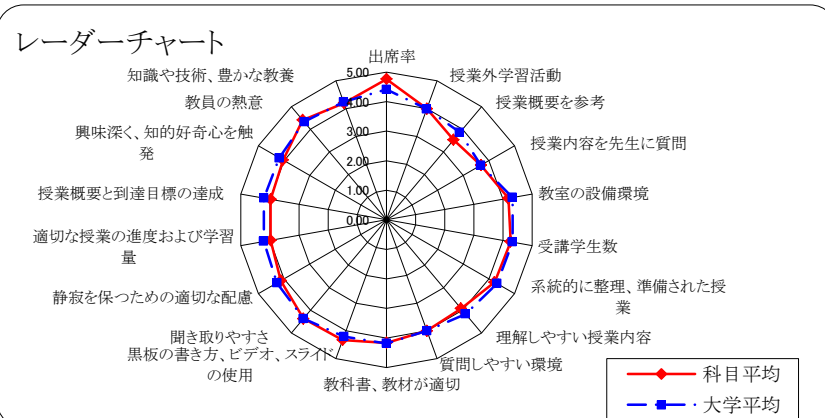 レーダーチャート
出席率
授業外学習活動
授業概要を参考
授業内容を先生に質問
教室の設備環境
受講学生数
系統的に整理、準備された授
業
理解しやすい授業内容
質問しやすい環境
教科書、教材が適切
黒板の書き方、ビデオ、スライド
の使用
聞き取りやすさ
静寂を保つための適切な配慮
適切な授業の進度および学習
量
授業概要と到達目標の達成
興味深く、知的好奇心を触
発
教員の熱意
知識や技術、豊かな教養
5.00
4.00
3.00
2.00
1.00
0.00
科目平均
大学平均